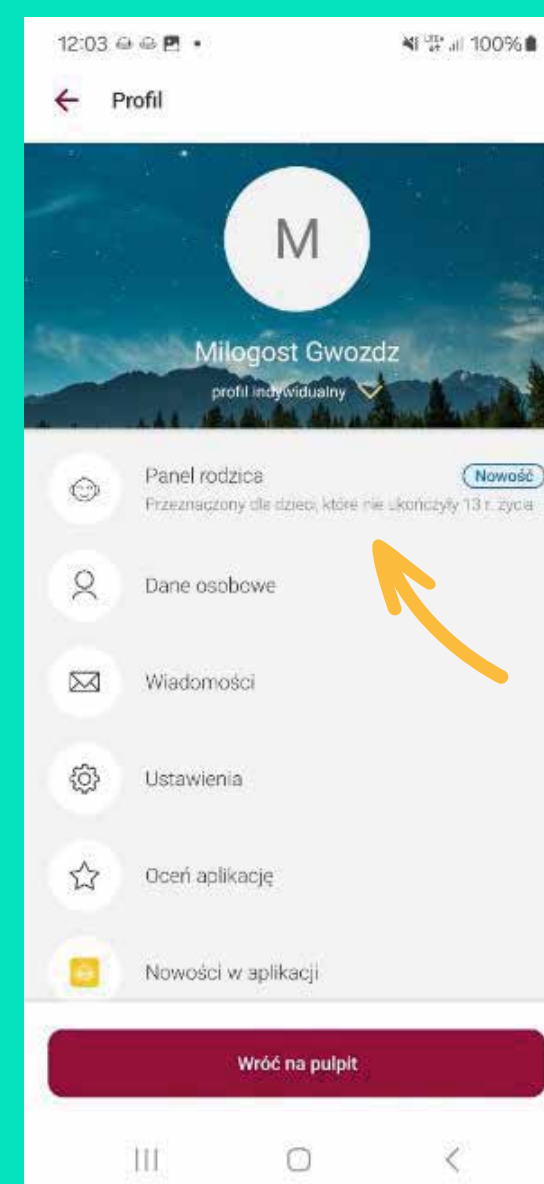 12:03
100%
Profil
M
Milogost Gwozdz
profil indywidualny
Panel rodzica
Nowość
Przeznaczony dla dzieci, które nie ukończyły 13 r. życia
Dane osobowe
Wiadomości
Ustawienia
Oceń aplikację
Nowości w aplikacji
Wróć na pulpit